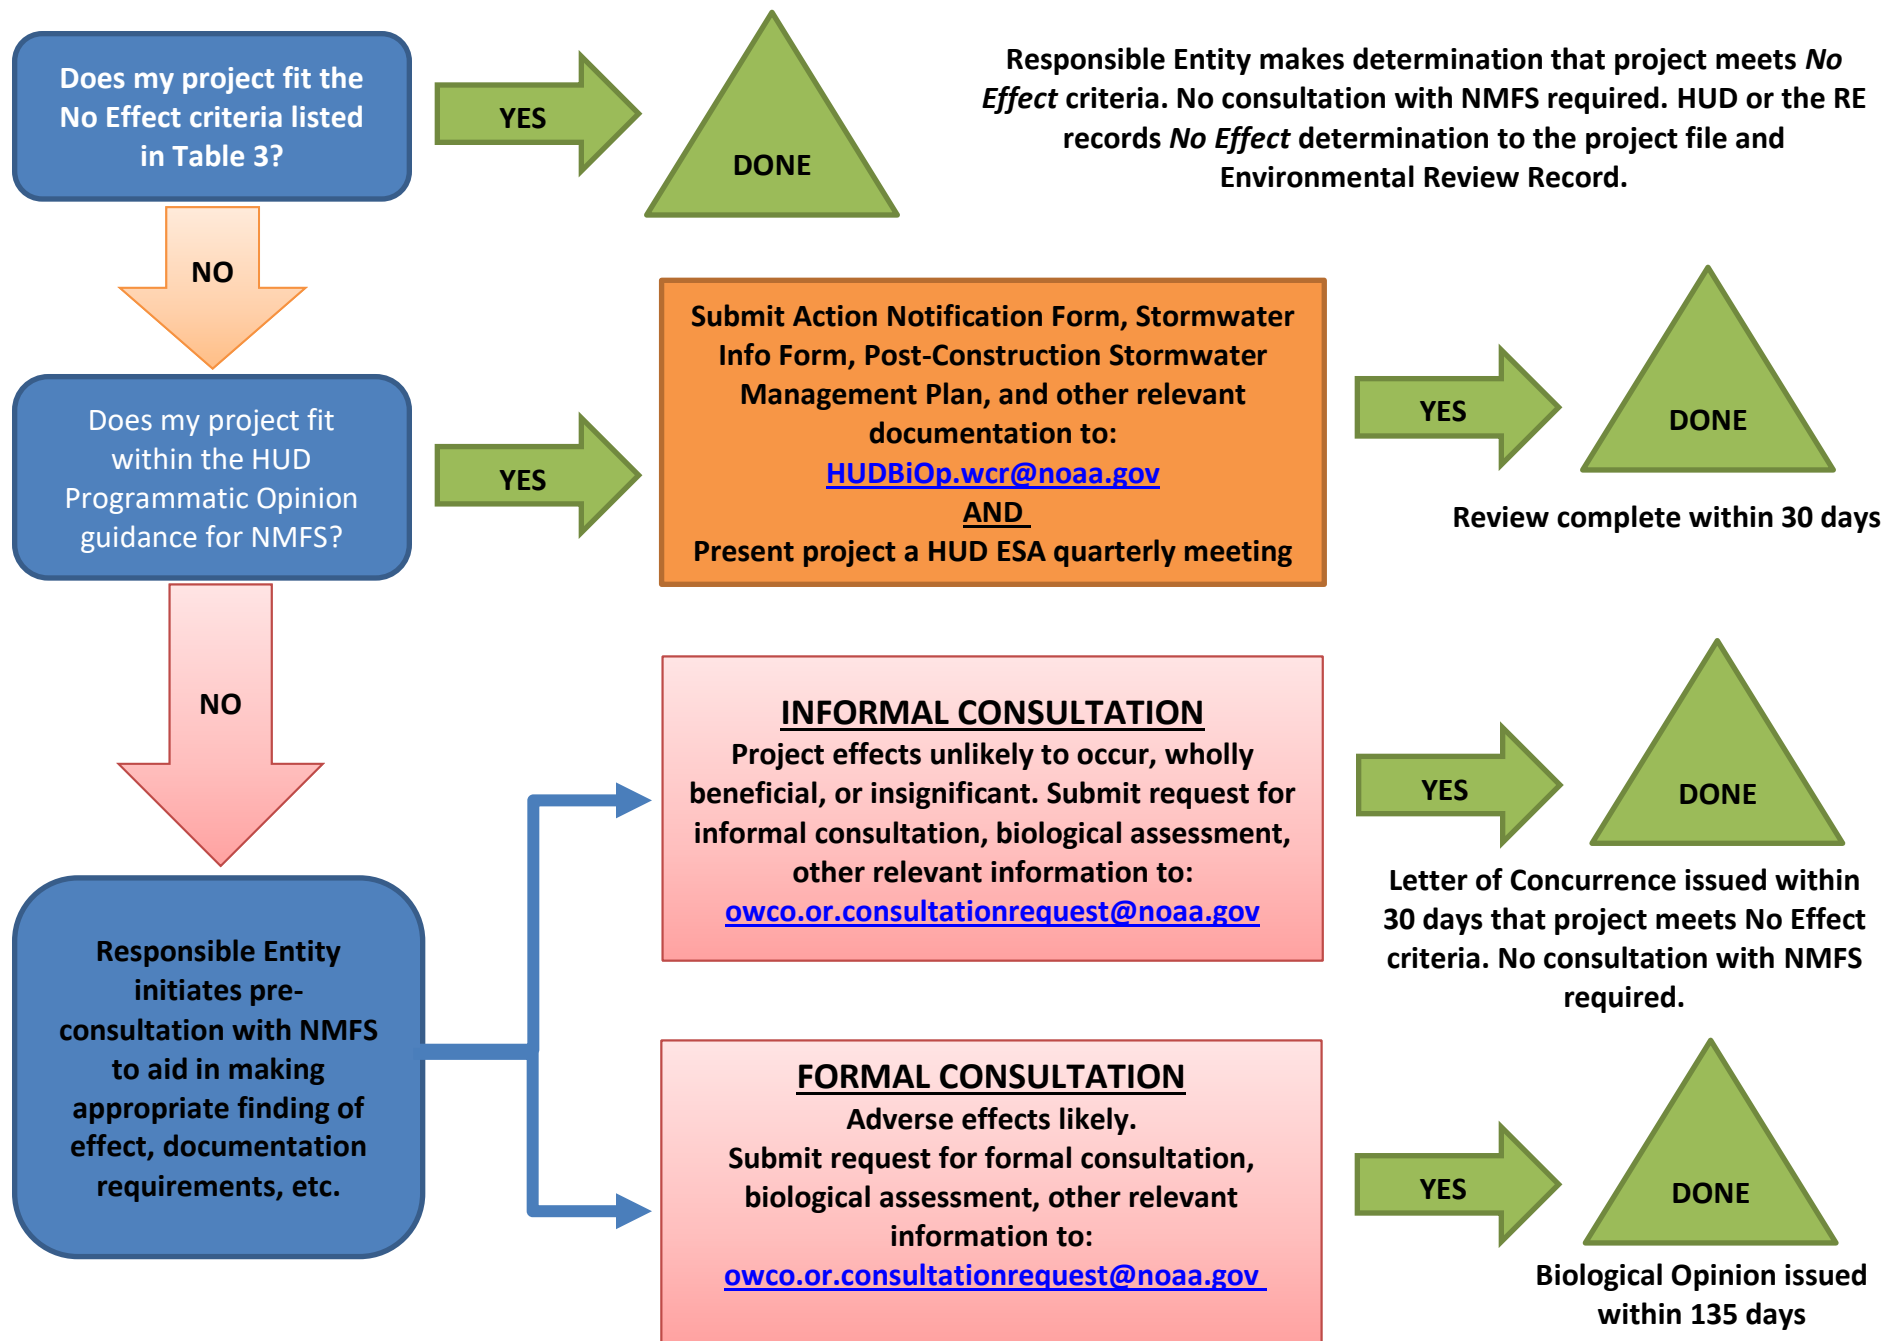 Does my project fit the
No Effect criteria listed
in Table 3?
YES
DONE
Responsible Entity makes determination that project meets No
Effect criteria. No consultation with NMFS required. HUD or the RE
records No Effect determination to the project file and
Environmental Review Record.
NO
Does my project fit
within the HUD
Programmatic Opinion
guidance for NMFS?
YES
Submit Action Notification Form, Stormwater
Info Form, Post-Construction Stormwater
Management Plan, and other relevant
documentation to:
HUDBiOp.wcr@noaa.gov
AND
Present project a HUD ESA quarterly meeting
YES
DONE
Review complete within 30 days
NO
Responsible Entity
initiates pre-
consultation with NMFS
to aid in making
appropriate finding of
effect, documentation
requirements, etc.
INFORMAL CONSULTATION
Project effects unlikely to occur, wholly
beneficial, or insignificant. Submit request for
informal consultation, biological assessment,
other relevant information to:
owco.or.consultationrequest@noaa.gov
YES
DONE
Letter of Concurrence issued within
30 days that project meets No Effect
criteria. No consultation with NMFS
required.
FORMAL CONSULTATION
Adverse effects likely.
Submit request for formal consultation,
biological assessment, other relevant
information to:
owco.or.consultationrequest@noaa.gov
YES
DONE
Biological Opinion issued
within 135 days